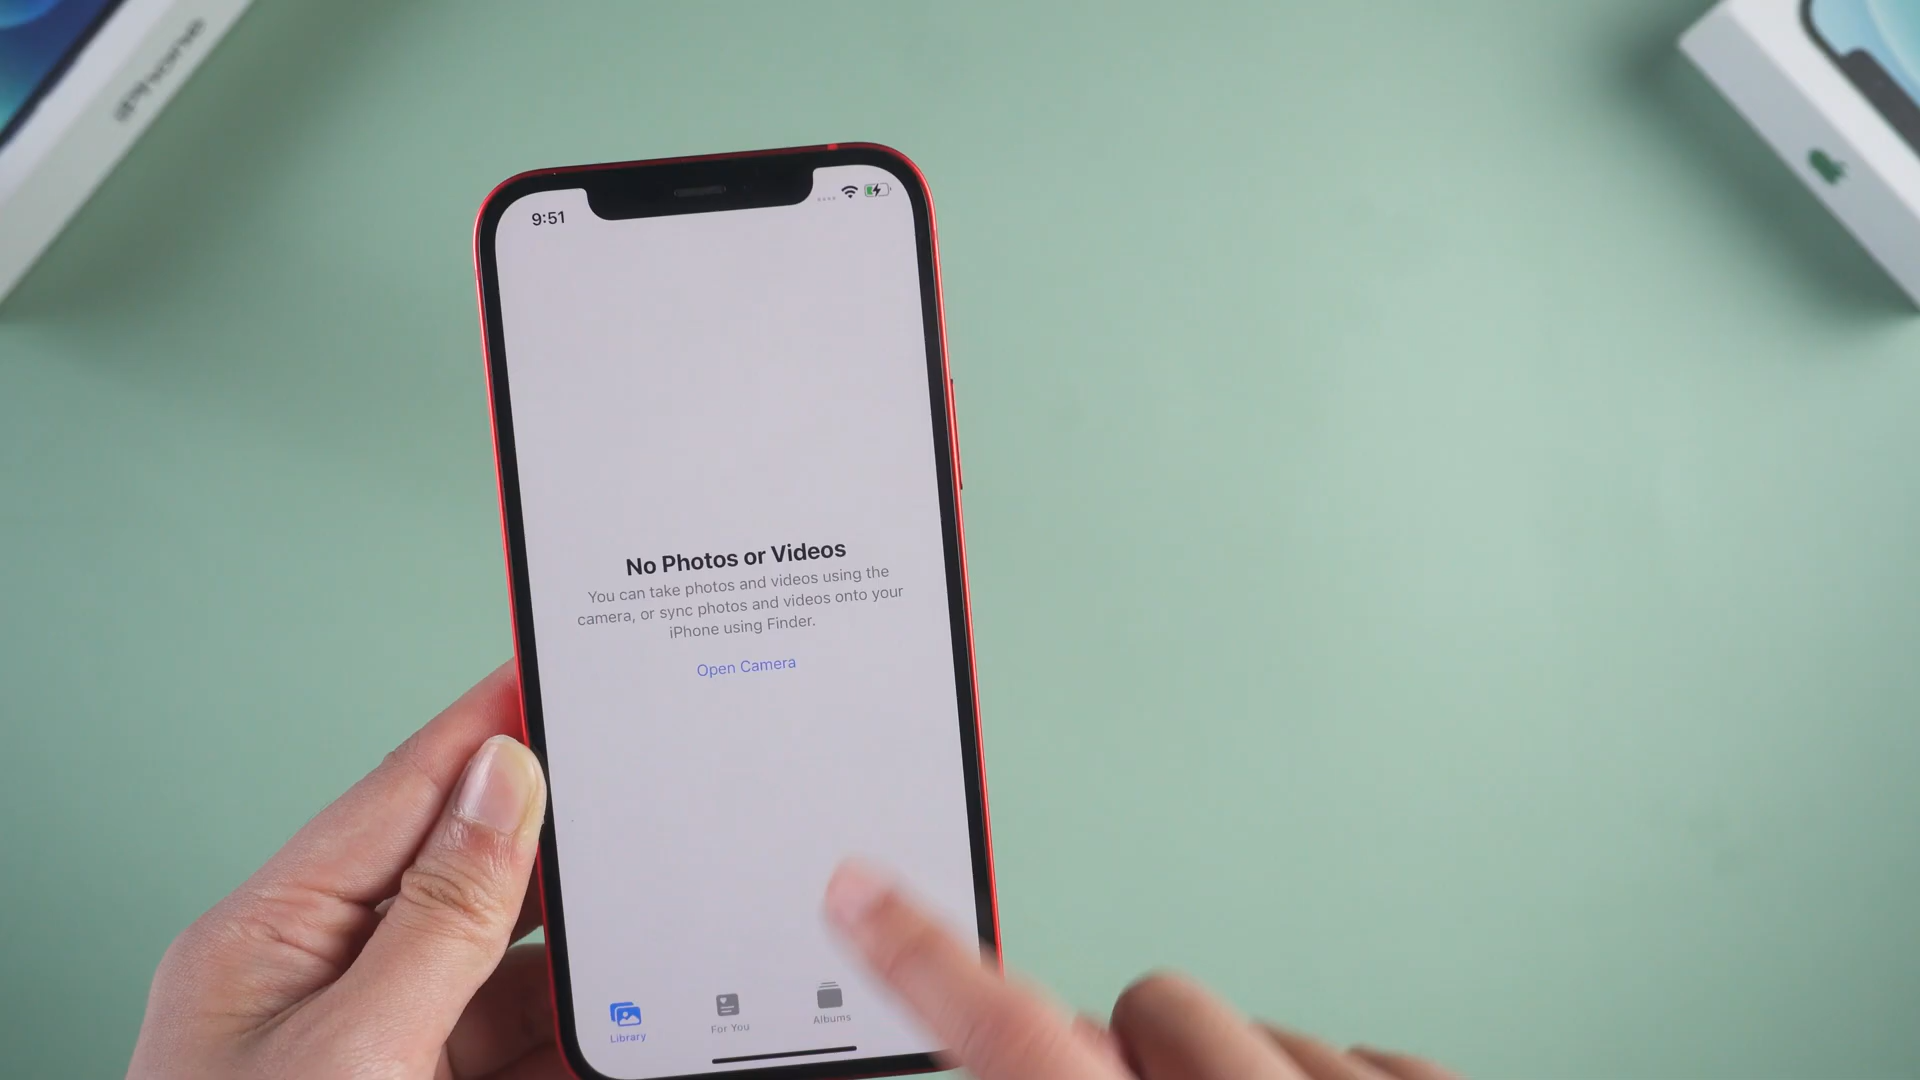 iPhone
9:51
No Photos or Videos
You can take photos and videos using the
camera, or sync photos and videos onto your
iPhone using Finder.
Open Camera
Library
For You
Albums